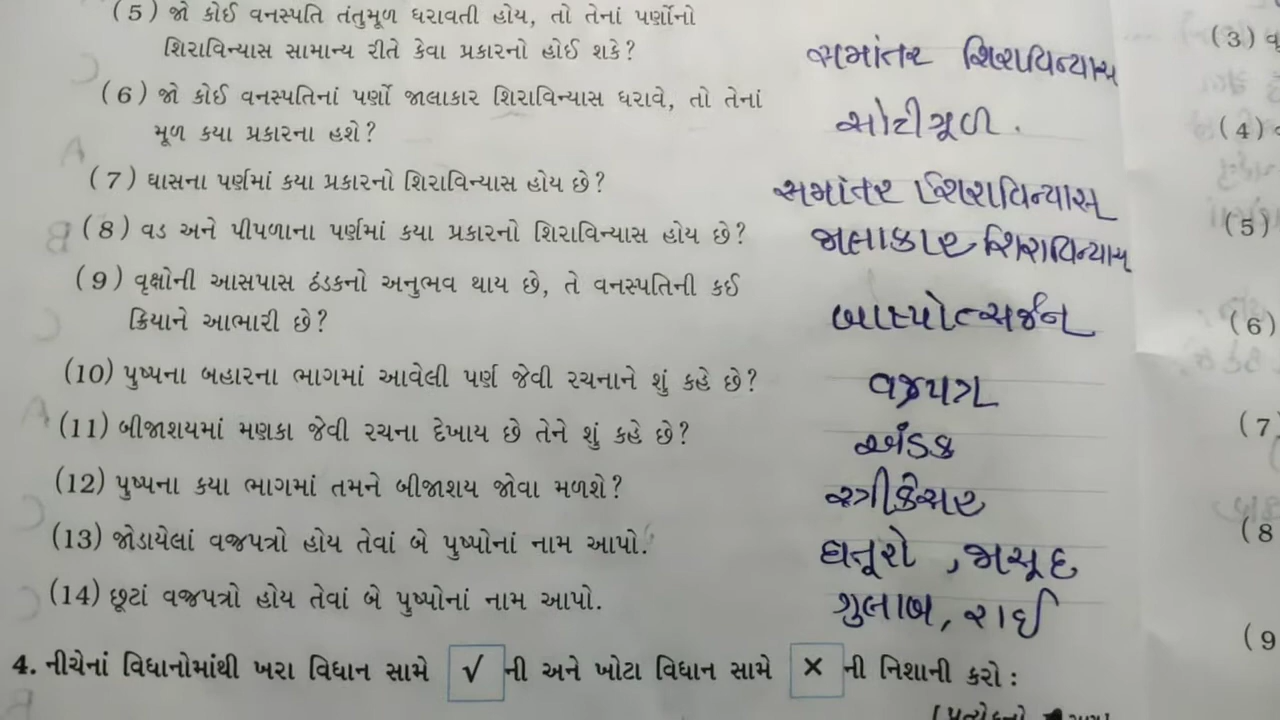 (5) જો કોઈ વનસ્પતિ તંતુમૂળ ધરાવતી હોય, તો તેનાં પર્ણોનો
શિરાવિન્યાસ સામાન્ય રીતે કેવા પ્રકારનો હોઈ શકે? સમાંતર શિરાવિન્યાસ
(6) જો કોઈ વનસ્પતિનાં પર્ણો જાલાકાર શિરાવિન્યાસ ધરાવે, તો તેનાં
મૂળ કયા પ્રકારના હશે? સોટીમૂળ.
(7) ઘાસના પર્ણમાં કયા પ્રકારનો શિરાવિન્યાસ હોય છે? સમાંતર શિરાવિન્યાસ
(8) વડ અને પીપળાના પર્ણમાં કયા પ્રકારનો શિરાવિન્યાસ હોય છે? જાલાકાર શિરાવિન્યાસ
(9) વૃક્ષોની આસપાસ ઠંડકનો અનુભવ થાય છે, તે વનસ્પતિની કઈ
ક્રિયાને આભારી છે? બાષ્પોત્સર્જન
(10) પુષ્પના બહારના ભાગમાં આવેલી પર્ણ જેવી રચનાને શું કહે છે? વજ્રપત્ર
(11) બીજાશયમાં મણકા જેવી રચના દેખાય છે તેને શું કહે છે? અંડક
(12) પુષ્પના કયા ભાગમાં તમને બીજાશય જોવા મળશે? સ્ત્રીકેસર
(13) જોડાયેલાં વજ્રપત્રો હોય તેવાં બે પુષ્પોનાં નામ આપો. ધતૂરો, જાસૂદ
(14) છૂટાં વજ્રપત્રો હોય તેવાં બે પુષ્પોનાં નામ આપો. ગુલાબ, રાઈ
4. નીચેનાં વિધાનોમાંથી ખરા વિધાન સામે √ ની અને ખોટા વિધાન સામે × ની નિશાની કરો :
(3)
(4)
(5)
(6)
(7
(8
(9